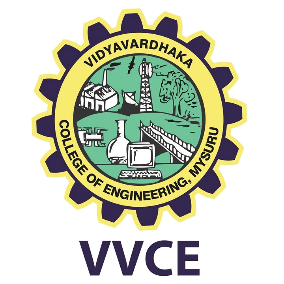 VIDYAVARDHAKA
COLLEGE OF ENGINEERING, MYSURU
VVCE